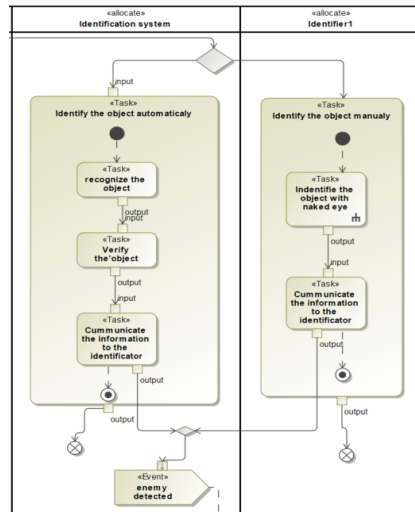 «allocate»
Identification system
«allocate»
Identifier1
input
«Task»
Identify the object automaticaly
«Task»
recognize the
object
output
input
«Task»
Verify
the'object
output
input
«Task»
Cummunicate
the information
to the
identificator
output
output
«Task»
Identify the object manualy
«Task»
Indentifie the
object with
naked eye
output
input
«Task»
Cummunicate
the information
to the
identificator
output
output
«Event»
enemy
detected